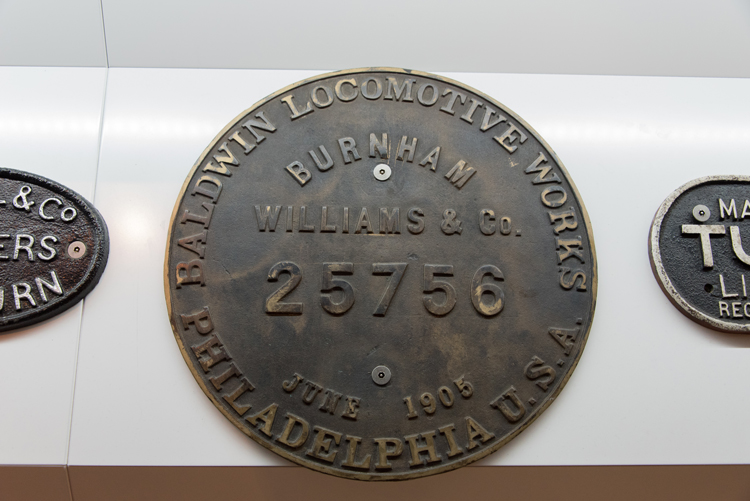 BALDWIN LOCOMOTIVE WORKS
BURNHAM
WILLIAMS & Co.
25756
JUNE 1905
PHILADELPHIA U.S.A.
& Co